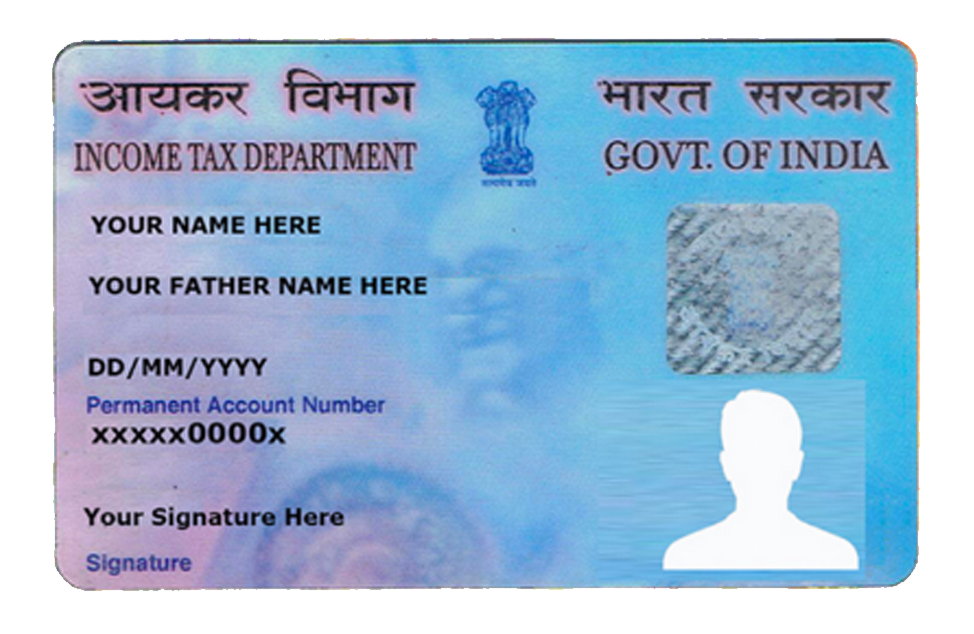 आयकर विभाग
भारत सरकार
INCOME TAX DEPARTMENT
GOVT. OF INDIA
सत्यमेव जयते
YOUR NAME HERE
YOUR FATHER NAME HERE
DD/MM/YYYY
Permanent Account Number
xxxxx0000x
Your Signature Here
Signature